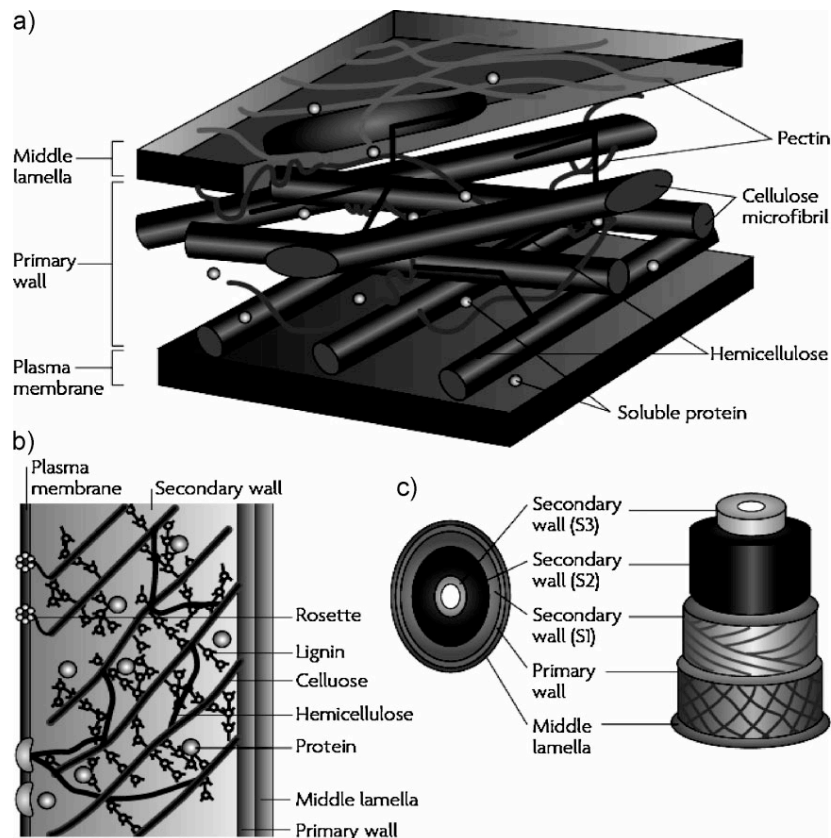 a)
Middle
lamella
Primary
wall
Plasma
membrane
Pectin
Cellulose
microfibril
Hemicellulose
Soluble protein
b)
Plasma
membrane
Secondary wall
Rosette
Lignin
Celluose
Hemicellulose
Protein
Middle lamella
Primary wall
c)
Secondary
wall (S3)
Secondary
wall (S2)
Secondary
wall (S1)
Primary
wall
Middle
lamella